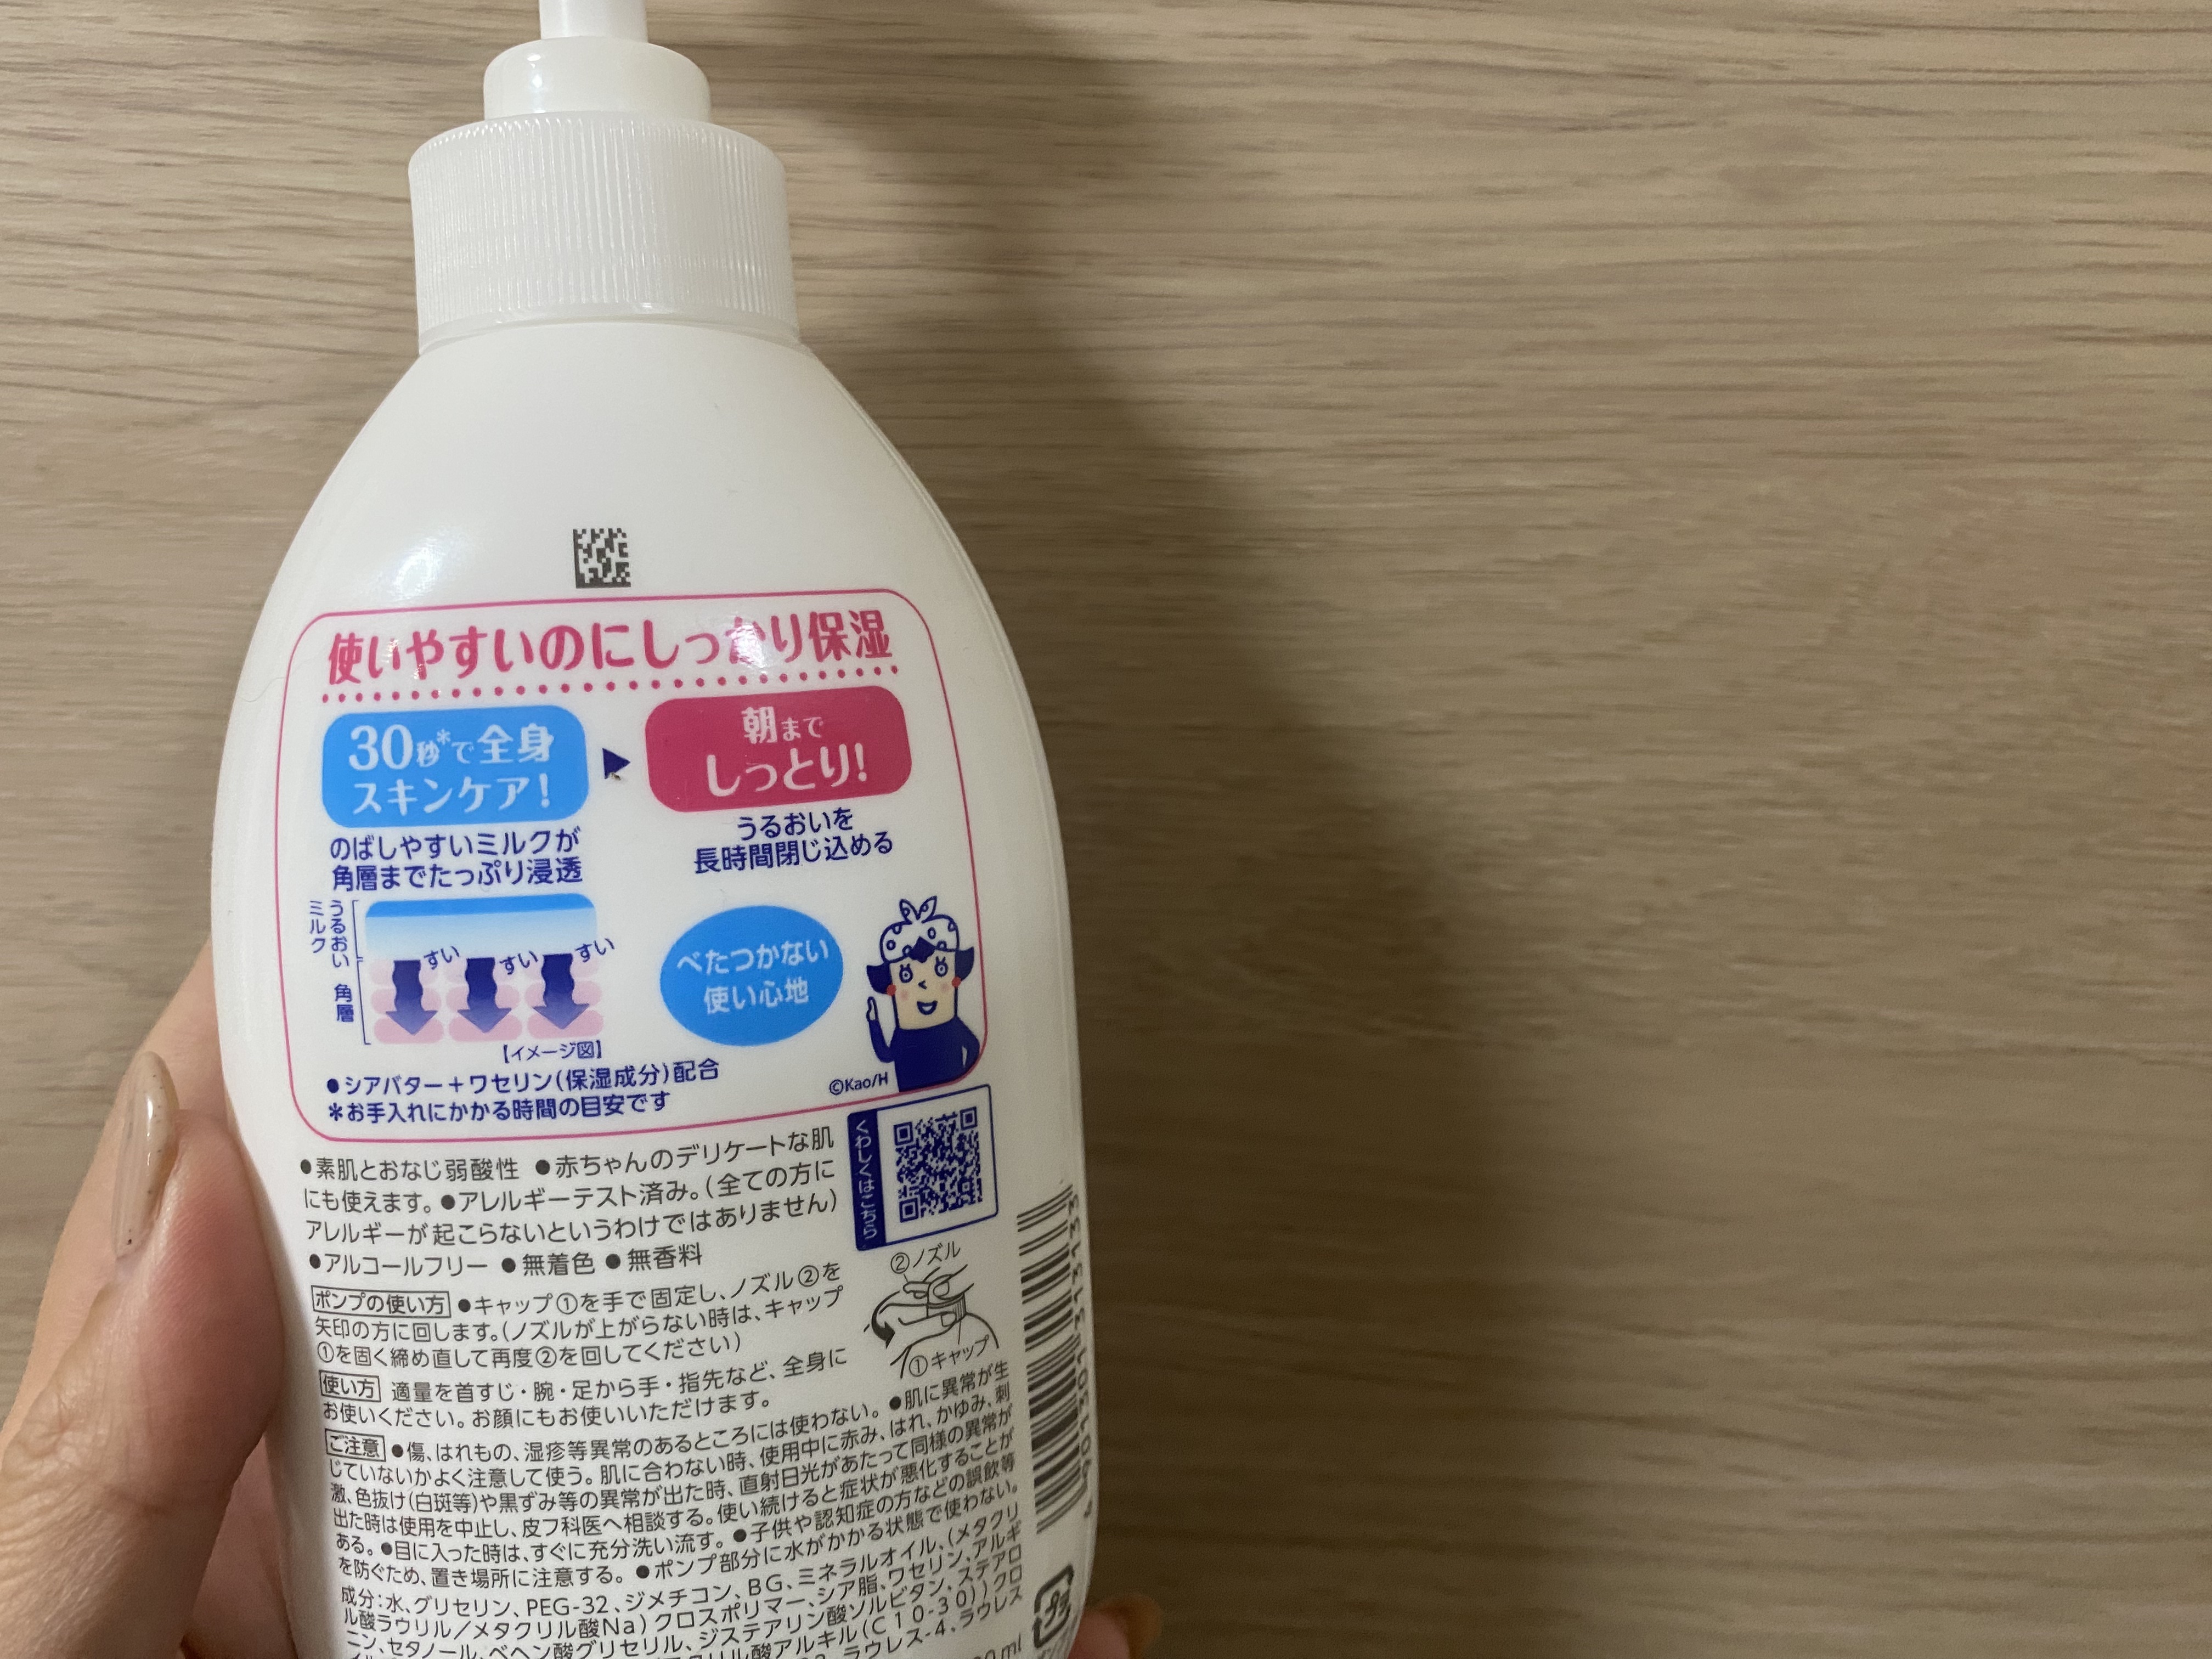 使いやすいのにしっかり保湿
30秒*で全身
スキンケア!
朝まで
しっとり!
のばしやすいミルクが
角層までたっぷり浸透
うるおいを
長時間閉じ込める
うるおい
ミルク
角層
すい
すい
すい
【イメージ図】
べたつかない
使い心地
●シアバター+ワセリン(保湿成分)配合
*お手入れにかかる時間の目安です
©Kao/H
●素肌とおなじ弱酸性 ●赤ちゃんのデリケートな肌
にも使えます。●アレルギーテスト済み。(全ての方に
アレルギーが起こらないというわけではありません)
●アルコールフリー ●無着色 ●無香料
くわしくはこちら
ポンプの使い方 ●キャップ①を手で固定し、ノズル②を
矢印の方に回します。(ノズルが上がらない時は、キャップ
①を固く締め直して再度②を回してください)
②ノズル
①キャップ
使い方 適量を首すじ・腕・足から手・指先など、全身に
お使いください。お顔にもお使いいただけます。
ご注意 ●傷、はれもの、湿疹等異常のあるところには使わない。●肌に異常が生
じていないかよく注意して使う。肌に合わない時、使用中に赤み、はれ、かゆみ、刺
激、色抜け(白斑等)や黒ずみ等の異常が出た時、直射日光があたって同様の異常が
出た時は使用を中止し、皮フ科医へ相談する。使い続けると症状が悪化することが
ある。●目に入った時は、すぐに充分洗い流す。●子供や認知症の方などの誤飲等
を防ぐため、置き場所に注意する。●ポンプ部分に水がかかる状態で使わない。
成分:水、グリセリン、PEG-32、ジメチコン、BG、ミネラルオイル、(メタクリ
ル酸ラウリル/メタクリル酸Na)クロスポリマー、シア脂、ワセリン、アルギ
ニン、セタノール、ベヘン酸グリセリル、ジステアリン酸ソルビタン、ステアロ
リル酸アルキル(C10-30))クロ
ラウレス-4、ラウレス
ml
プラ
4901301313133